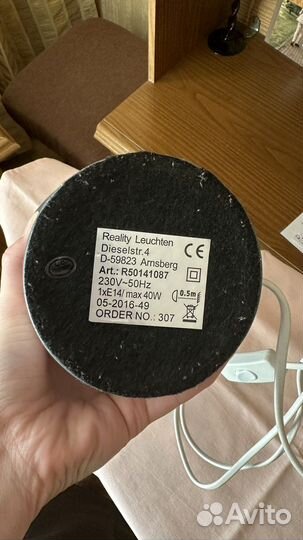 Reality Leuchten
Dieselstr.4
D-59823 Arnsberg
CE
Art.: R50141087
230V~50Hz
1xE14/ max 40W
0.5m
05-2016-49
ORDER NO.: 307
Avito